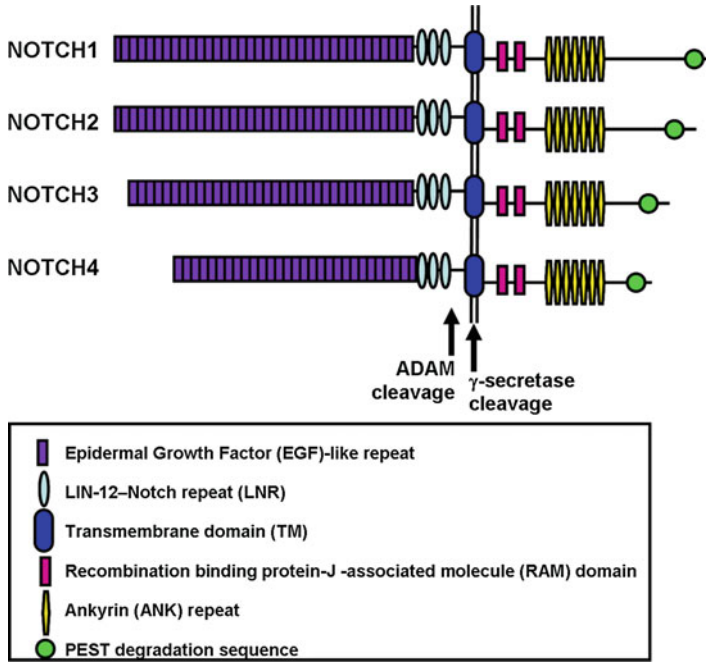 NOTCH1
NOTCH2
NOTCH3
NOTCH4
ADAM
cleavage
γ-secretase
cleavage
Epidermal Growth Factor (EGF)-like repeat
LIN-12–Notch repeat (LNR)
Transmembrane domain (TM)
Recombination binding protein-J -associated molecule (RAM) domain
Ankyrin (ANK) repeat
PEST degradation sequence